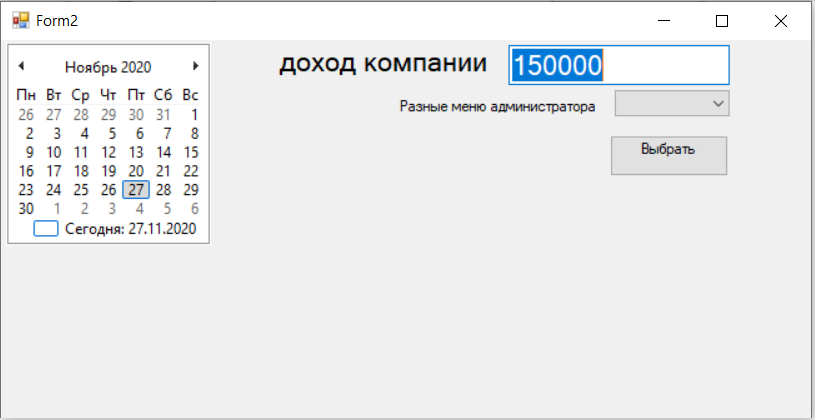 Form2
Ноябрь 2020
Пн Вт Ср Чт Пт Сб Вс
26 27 28 29 30 31 1
2 3 4 5 6 7 8
9 10 11 12 13 14 15
16 17 18 19 20 21 22
23 24 25 26 27 28 29
30 1 2 3 4 5 6
Сегодня: 27.11.2020
доход компании 150000
Разные меню администратора
Выбрать